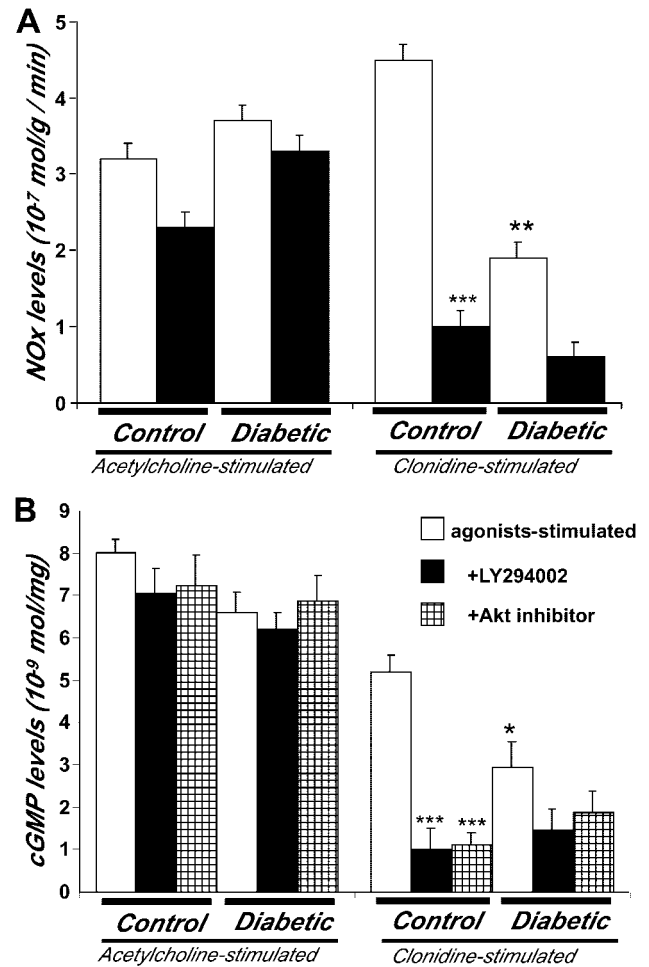 A
NOx levels (10-7 mol/g / min)
5
4
3
2
1
0
***
**
Control Diabetic Control Diabetic
Acetylcholine-stimulated Clonidine-stimulated
B
cGMP levels (10-9 mol/mg)
9
8
7
6
5
4
3
2
1
0
agonists-stimulated
+LY294002
+Akt inhibitor
*** *** *
Control Diabetic Control Diabetic
Acetylcholine-stimulated Clonidine-stimulated